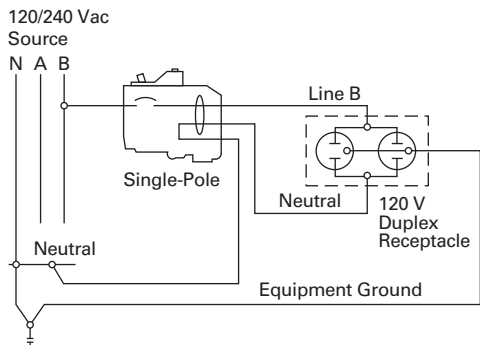 120/240 Vac
Source
N A B
Line B
Single-Pole
Neutral
120 V
Duplex
Receptacle
Neutral
Equipment Ground